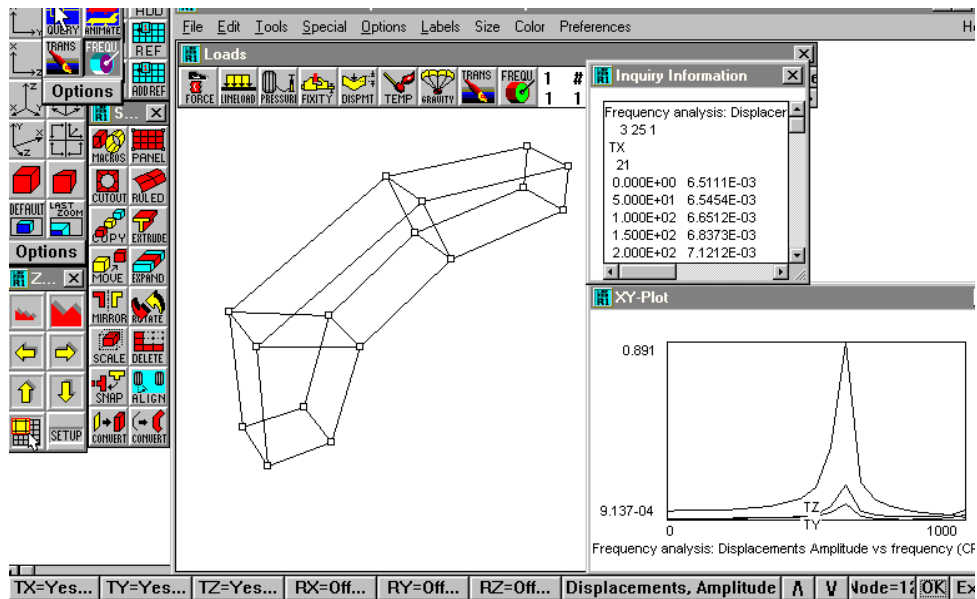 File Edit Tools Special Options Labels Size Color Preferences
QUERY ANIMATE
REF
TRANS FREQU.
ADD REF
Options
Loads
FORCE LINELOAD PRESSURE FIXITY DISPMT TEMP GRAVITY TRANS FREQU 1 #
1 1
S...
MACROS PANEL
CUTOUT RULED
COPY EXTRUDE
MOVE EXPAND
MIRROR ROTATE
SCALE DELETE
SNAP ALIGN
CONVERT CONVERT
DEFAULT LAST ZOOM
Options
Z...
SETUP
Inquiry Information
Frequency analysis: Displacer
3 25 1
TX
21
0.000E+00 6.5111E-03
5.000E+01 6.5454E-03
1.000E+02 6.6512E-03
1.500E+02 6.8373E-03
2.000E+02 7.1212E-03
XY-Plot
0.891
9.137-04
TZ
TY
0 1000
Frequency analysis: Displacements Amplitude vs frequency (CP
TX=Yes... TY=Yes... TZ=Yes... RX=Off... RY=Off... RZ=Off... Displacements, Amplitude Λ V Node=12 OK Ex